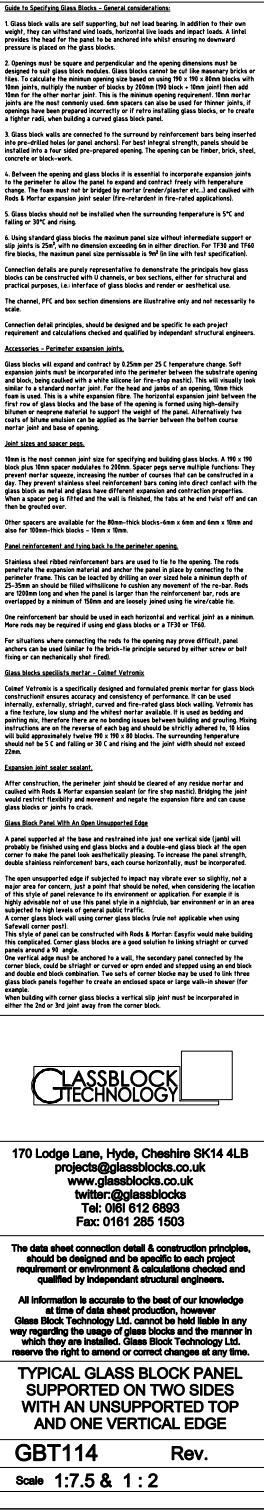 Guide to Specifying Glass Blocks - General considerations:
1. Glass block walls are self supporting, but not load bearing. In addition to their own
weight, they can withstand wind loads, horizontal live loads and impact loads. A lintel
provides the head for the panel to be anchored into whilst ensuring no downward
pressure is placed on the glass blocks.
2. Openings must be square and perpendicular and the opening dimensions must be
designed to suit glass block modules. Glass blocks cannot be cut like masonary bricks or
tiles. To calculate the minimum opening size based on using 190 x 190 x 80mm blocks with
10mm joints, multiply the number of blocks by 200mm (190 block + 10mm joint) then add
10mm for the other mortar joint. This is the minimum opening requirement. 10mm mortar
joints are the most commonly used. 6mm spacers can also be used for thinner joints, if
openings have been prepared incorrectly or if retro installing glass blocks, or to create
a tighter radii, when building a curved glass block panel.
3. Glass block walls are connected to the surround by reinforcement bars being inserted
into pre-drilled holes (or panel anchors). For best integral strength, panels should be
installed into a four sided pre-prepared opening. The opening can be timber, brick, steel,
concrete or block-work.
4. Between the opening and glass blocks it is essential to incorporate expansion joints
to the perimeter to allow the panel to expand and contract freely with temperature
change. The foam must not br bridged by mortar (render/plaster etc...) and caulked with
Rods & Mortar expansion joint sealer (fire-retardent in fire-rated applications).
5. Glass blocks should not be installed when the surrounding temperature is 5°C and
falling or 30°C and rising.
6. Using standard glass blocks the maximum panel size without intermediate support or
slip joints is 25m², with no dimension exceeding 6m in either direction. For TF30 and TF60
fire blocks, the maximum panel size permissable is 9m² (in line with test specification).
Connection details are purely representative to demonstrate the principals how glass
blocks can be constructed with U channels, or box sections, either for structural and
practical purposes, i.e.: interface of glass blocks and render or aesthetical use.
The channel, PFC and box section dimensions are illustrative only and not necessarily to
scale.
Connection detail principles, should be designed and be specific to each project
requirement and calculations checked and qualified by independant structural engineers.
Accessories - Perimeter expansion joints.
Glass blocks will expand and contract by 0.25mm per 25 C temperature change. Soft
expansion joints must be incorporated into the perimeter between the substrate opening
and block, being caulked with a white silicone (or fire-stop mastic). This will visually look
similar to a standard mortar joint. For the head and jambs of an opening, 10mm thick
foam is used. This is a white expansion fibre. The horizontal expansion joint between the
first row of glass blocks and the base of the opening is formed using high-density
bitumen or neoprene material to support the weight of the panel. Alternatively two
coats of bitume emulsion can be applied as the barrier between the bottom course
mortar joint and base of opening.
Joint sizes and spacer pegs.
10mm is the most common joint size for specifying and building glass blocks. A 190 x 190
block plus 10mm spacer modulates to 200mm. Spacer pegs serve multiple functions: They
prevent mortar squeeze, increasing the number of courses that can be constructed in a
day. They prevent stainless steel reinforcement bars coming into direct contact with the
glass block as metal and glass have different expansion and contraction properties.
When a spacer peg is fitted and the wall is finished, the tabs at he end twist off and can
then be grouted over.
Other spacers are available for the 80mm-thick blocks-6mm x 6mm and 6mm x 10mm and
also for 100mm-thick blocks - 10mm x 10mm.
Panel reinforcement and tying back to the perimeter opening.
Stainless steel ribbed reinforcement bars are used to tie to the opening. The rods
penetrate the expansion material and anchor the panel in place by connecting to the
perimeter frame. This can be loacted by drilling an over sized hole a minimum depth of
25-35mm an should be filled withsilicone to cushion any movement of the re-bar. Rods
are 1200mm long and when the panel is larger than the reinforcement bar, rods are
overlapped by a minimum of 150mm and are loosely joined using tie wire/cable tie.
One reinforcement bar should be used in each horizontal and vertical joint as a minimum.
More rods may be required if using end glass blocks or a TF30 or TF60.
For situations where connecting the rods to the opening may prove difficult, panel
anchors can be used (similar to the brick-tie principle secured by either screw or bolt
fixing or can mechanically shot fired).
Glass blocks speciliats mortar - Colmef Vetromix
Colmef Vetromix is a specifically designed and formulated premix mortar for glass block
constructionit ensures accuracy and consistency of performance. It can be used
internally, externally, straight, curved and fire-rated glass block walling. Vetromix has
a fine texture, low slump and the whitest mortar available. It is used as bedding and
pointing mix, therefore there are no bonding issues between building and grouting. Mixing
instructions are on the reverse of each bag and should be strictly adhered to, 10 kilos
will build approximately twelve 190 x 190 x 80 blocks. The surrounding temperature
should not be 5 C and falling or 30 C and rising and the joint width should not exceed
22mm.
Expansion joint sealer sealant.
After construction, the perimeter joint should be cleared of any residue mortar and
caulked with Rods & Mortar expansion sealant (or fire stop mastic). Bridging the joint
would restrict flexiblity and movement and negate the expansion fibre and can cause
glass blocks or joints to crack.
Glass Block Panel With An Open Unsupported Edge
A panel supported at the base and restrained into just one vertical side (jamb) will
probably be finished using end glass blocks and a double-end glass block at the open
corner to make the panel look aesthetically pleasing. To increase the panel strength,
double stainless reinforcement bars, each course horizontally, must be incorporated.
The open unsupported edge if subjected to impact may vibrate ever so slightly, not a
major area for concern, just a point that should be noted, when considering the location
of this style of panel relevance to its environment or application. For example it is
highly advisable not ot use this panel style in a nightclub, bar environment or in an area
subjected to high levels of general public traffic.
A corner glass block wall using corner glass blocks (rule not applicable when using
Safewall corner post).
This style of panel can be constructed with Rods & Mortar: Easyfix would make building
this complicated. Corner glass blocks are a good solution to linking straight or curved
panels around a 90 angle.
One vertical edge must be anchored to a wall, the secondary panel connected by the
corner block, could be straight or curved or oprn ended and stopped using an end block
and double end block combination. Two sets of corner blocks may be used to link three
glass block panels together to create an enclosed space or large walk-in shower (for
example.
When building with corner glass blocks a vertical slip joint must be incorporated in
either the 2nd or 3rd joint away from the corner block.
GLASSBLOCK
TECHNOLOGY
170 Lodge Lane, Hyde, Cheshire SK14 4LB
projects@glassblocks.co.uk
www.glassblocks.co.uk
twitter:@glassblocks
Tel: 0161 612 6893
Fax: 0161 285 1503
The data sheet connection detail & construction principles,
should be designed and be specific to each project
requirement or environment & calculations checked and
qualified by independant structural engineers.
All information is accurate to the best of our knowledge
at time of data sheet production, however
Glass Block Technology Ltd. cannot be held liable in any
way regarding the usage of glass blocks and the manner in
which they are installed. Glass Block Technology Ltd.
reserve the right to amend or correct changes at any time.
TYPICAL GLASS BLOCK PANEL
SUPPORTED ON TWO SIDES
WITH AN UNSUPPORTED TOP
AND ONE VERTICAL EDGE
GBT114 Rev.
Scale 1:7.5 & 1 : 2